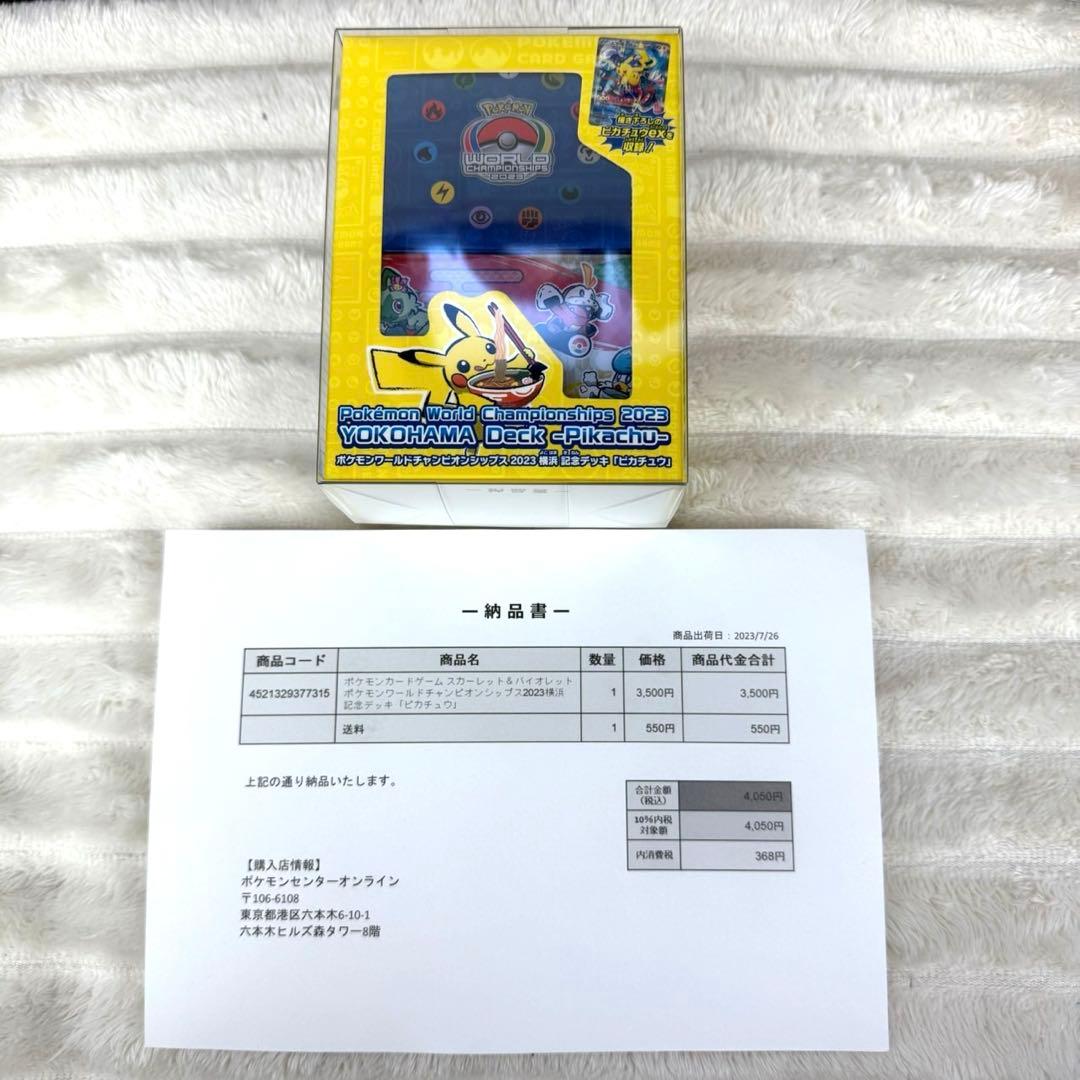 POKÉMON
CARD GAME
Pokémon
WORLD
CHAMPIONSHIPS
2023
描き下ろしの
ピカチュウexを
収録!
Pokémon World Championships 2023
YOKOHAMA Deck -Pikachu-
ポケモンワールドチャンピオンシップス2023 横浜 記念デッキ「ピカチュウ」
ー納品書ー
商品出荷日:2023/7/26
商品コード 商品名 数量 価格 商品代金合計
ポケモンカードゲーム スカーレット&バイオレット
4521329377315 ポケモンワールドチャンピオンシップス2023横浜 1 3,500円 3,500円
記念デッキ「ピカチュウ」
送料 1 550円 550円
上記の通り納品いたします。
合計金額
(税込) 4,050円
10%内税
対象額 4,050円
内消費税 368円
【購入店情報】
ポケモンセンターオンライン
〒106-6108
東京都港区六本木6-10-1
六本木ヒルズ森タワー8階